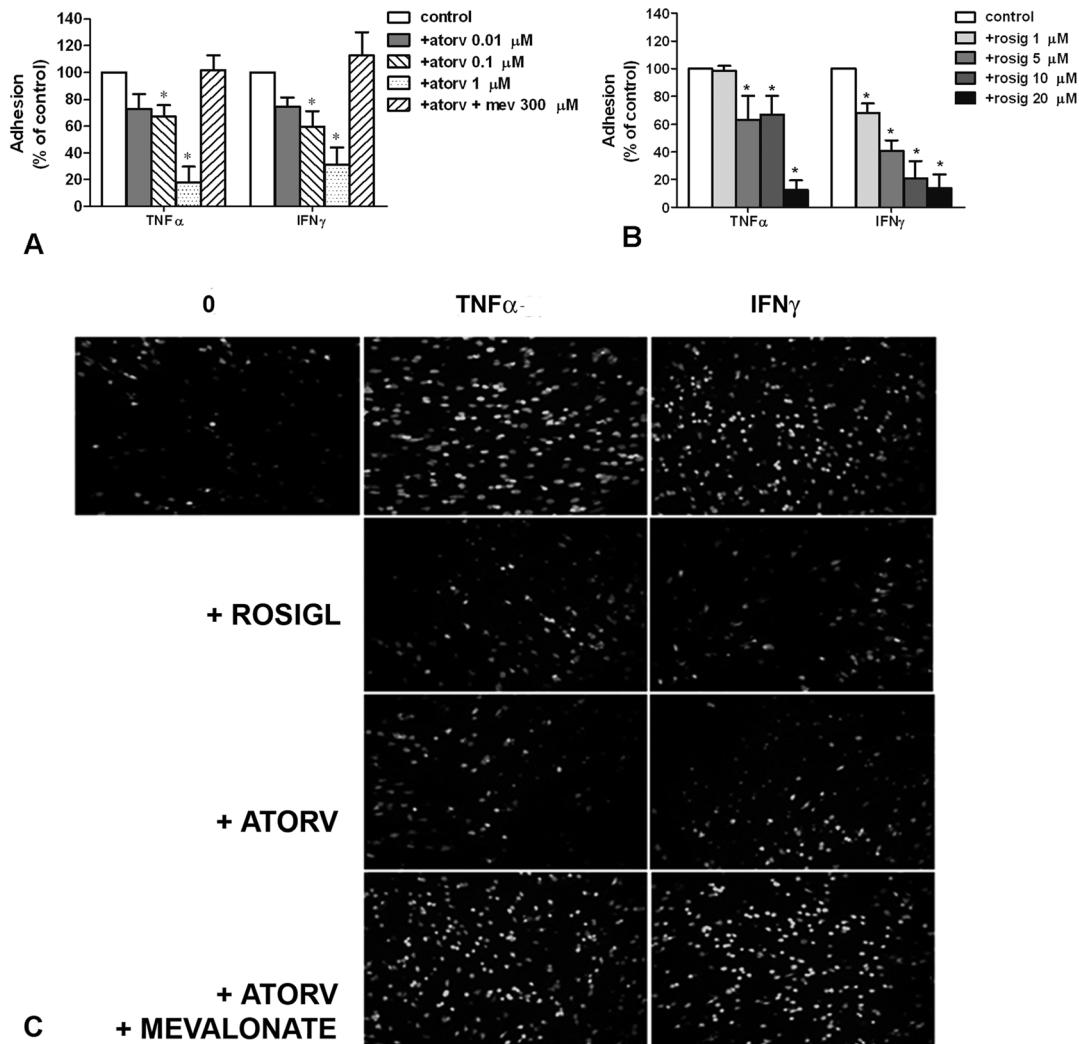 140
120
100
80
60
40
20
0
Adhesion
(% of control)
*
*
*
*
TNFα
IFNγ
control
+atorv 0.01 μM
+atorv 0.1 μM
+atorv 1 μM
+atorv + mev 300 μM
A
140
120
100
80
60
40
20
0
Adhesion
(% of control)
* *
*
*
*
*
*
TNFα
IFNγ
control
+rosig 1 μM
+rosig 5 μM
+rosig 10 μM
+rosig 20 μM
B
0 TNFα- IFNγ
+ ROSIGL
+ ATORV
+ ATORV
+ MEVALONATE
C